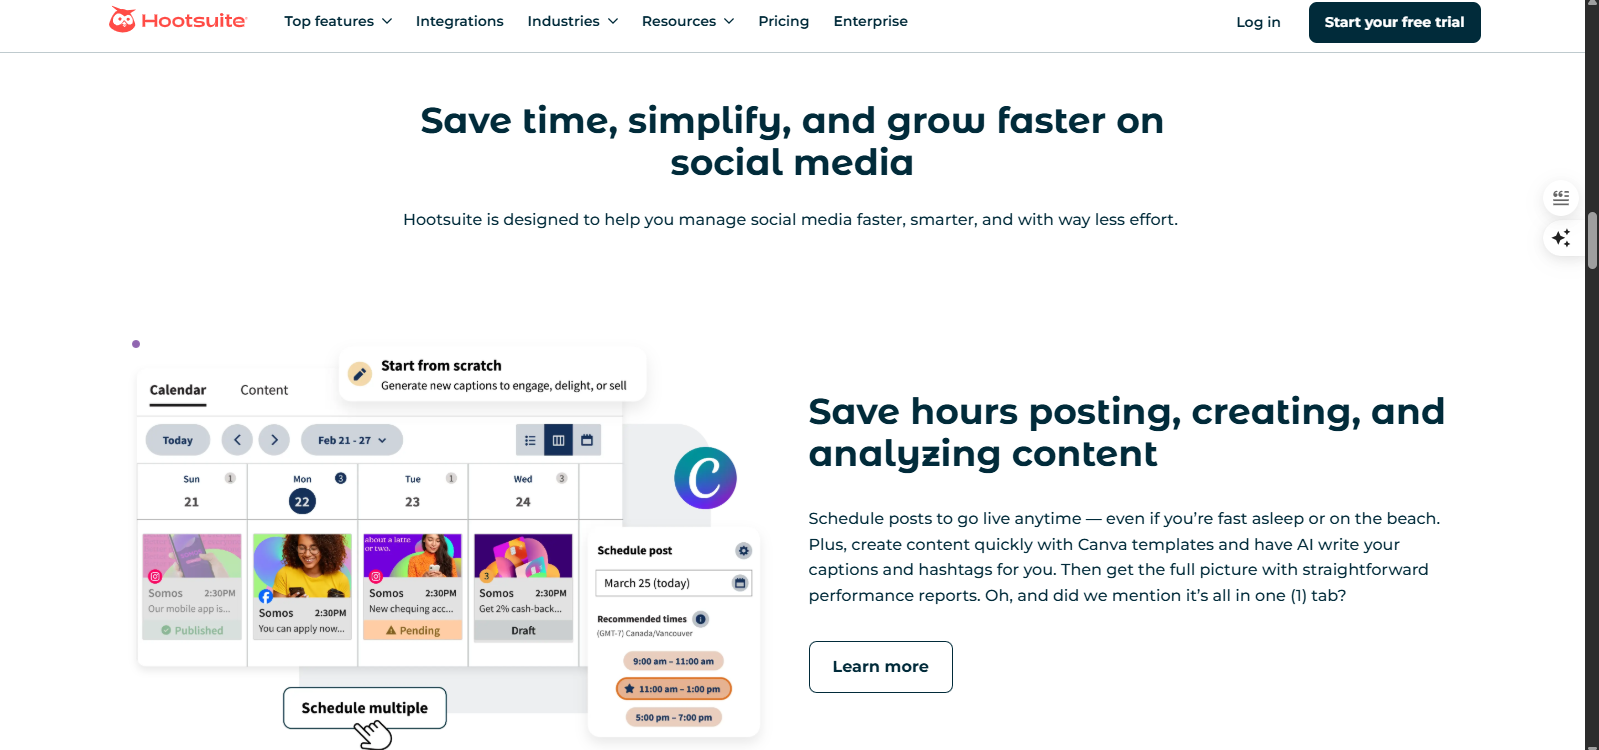 Hootsuite
Top features
Integrations
Industries
Resources
Pricing
Enterprise
Log in
Start your free trial
Save time, simplify, and grow faster on
social media
Hootsuite is designed to help you manage social media faster, smarter, and with way less effort.
Start from scratch
Generate new captions to engage, delight, or sell
Calendar
Content
Today
Feb 21 - 27
Sun 1
21
Mon 3
22
Tue 1
23
Wed 3
24
Somos 2:30PM
Our mobile app is...
Published
Somos 2:30PM
You can apply now...
about a latte
or two.
Somos 2:30PM
New chequing acc...
Pending
3
Somos 2:30PM
Get 2% cash-back...
Draft
C
Schedule post
March 25 (today)
Recommended times
(GMT-7) Canada/Vancouver
9:00 am – 11:00 am
11:00 am – 1:00 pm
5:00 pm – 7:00 pm
Schedule multiple
Save hours posting, creating, and
analyzing content
Schedule posts to go live anytime — even if you’re fast asleep or on the beach.
Plus, create content quickly with Canva templates and have AI write your
captions and hashtags for you. Then get the full picture with straightforward
performance reports. Oh, and did we mention it’s all in one (1) tab?
Learn more